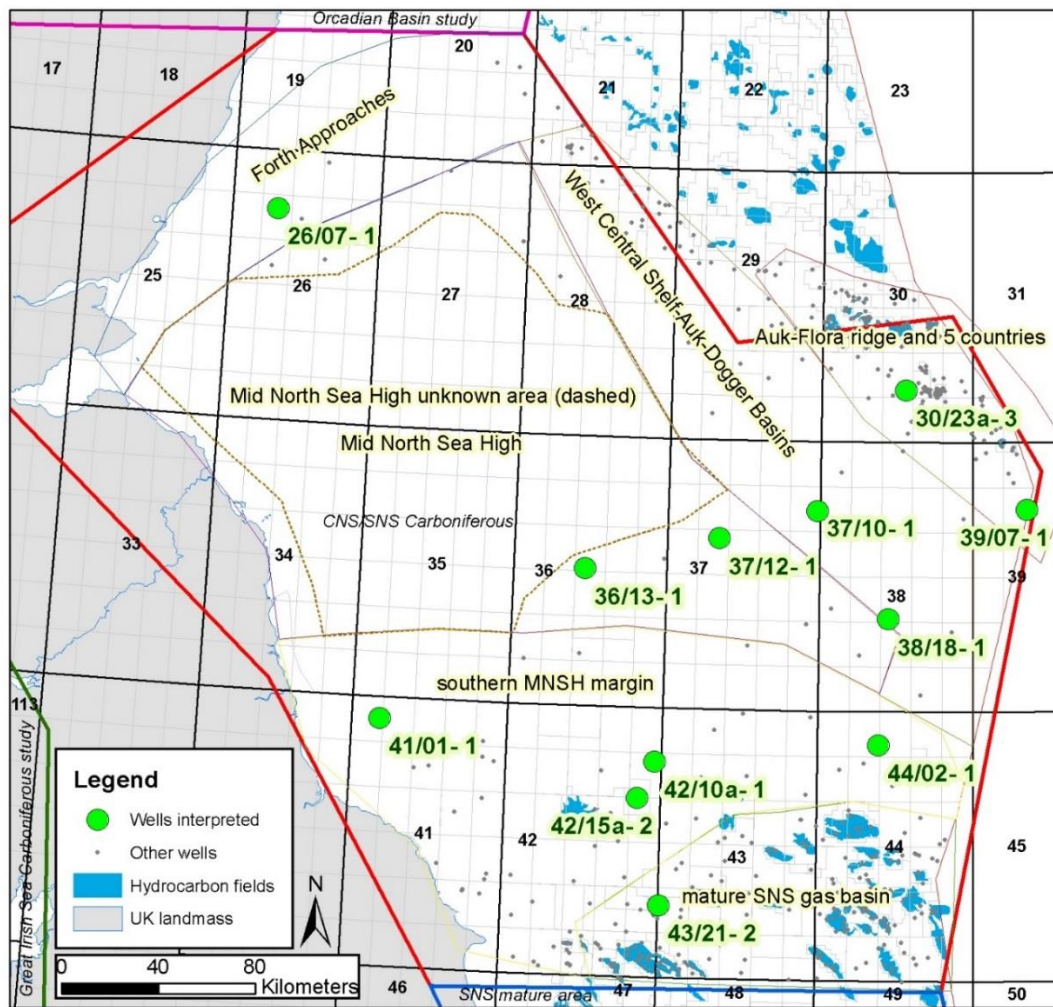 Orcadian Basin study
17
18
19
20
21
22
23
Forth Approaches
26/07- 1
25
26
27
28
29
30
31
West Central Shelf-Auk-Dogger Basins
Auk-Flora ridge and 5 countries
30/23a- 3
Mid North Sea High unknown area (dashed)
Mid North Sea High
CNS/SNS Carboniferous
33
34
35
36
37
38
39
37/10- 1
39/07- 1
37/12- 1
36/13- 1
38/18- 1
southern MNSH margin
113
Great Irish Sea Carboniferous study
41/01- 1
44/02- 1
42/10a- 1
42/15a- 2
41
42
43
44
45
mature SNS gas basin
43/21- 2
Legend
Wells interpreted
Other wells
Hydrocarbon fields
UK landmass
N
0 40 80
Kilometers
46
47
48
49
50
SNS mature area